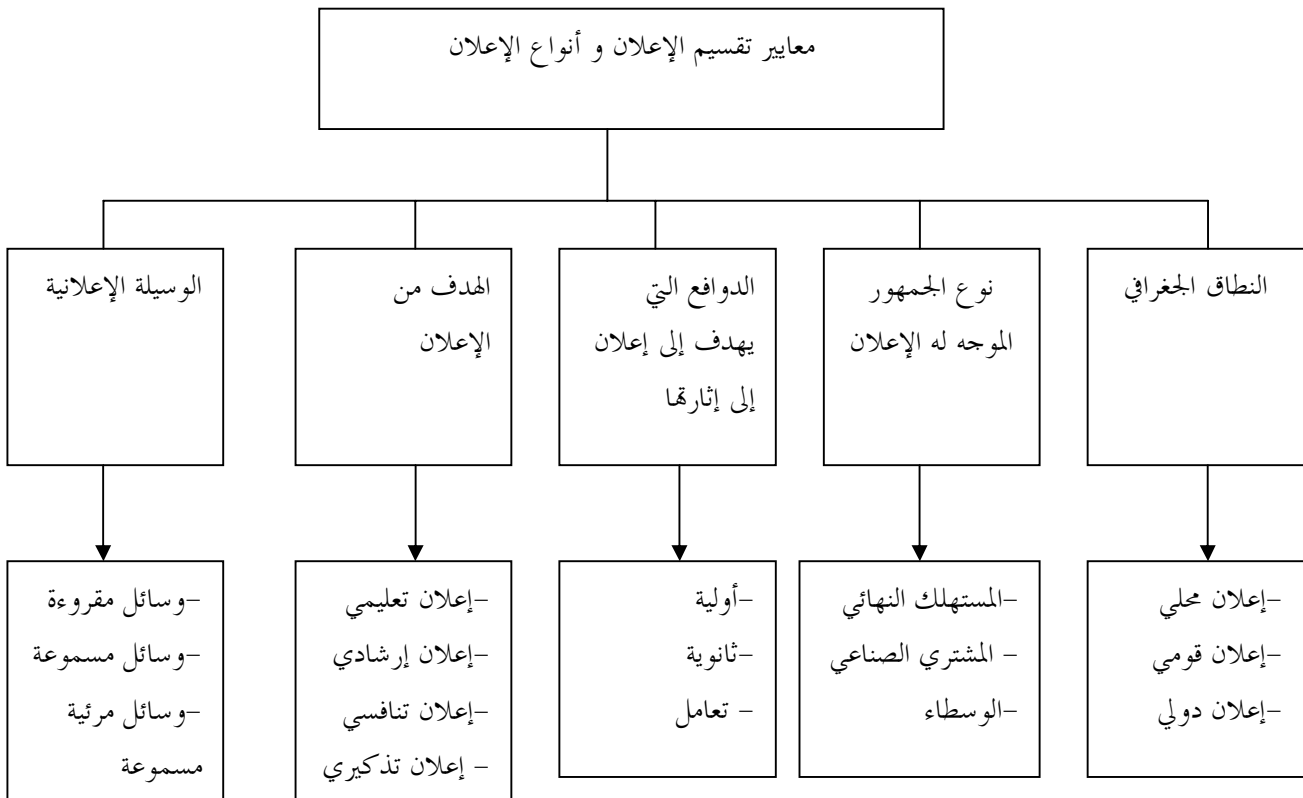 معايير تقسيم الإعلان و أنواع الإعلان
النطاق الجغرافي
نوع الجمهور
الموجه له الإعلان
الدوافع التي
يهدف إلى إعلان
إلى إثارتها
الهدف من
الإعلان
الوسيلة الإعلانية
–إعلان محلي
–إعلان قومي
–إعلان دولي
–المستهلك النهائي
– المشتري الصناعي
–الوسطاء
–أولية
–ثانوية
– تعامل
–إعلان تعليمي
–إعلان إرشادي
–إعلان تنافسي
– إعلان تذكيري
–وسائل مقروءة
–وسائل مسموعة
–وسائل مرئية
مسموعة